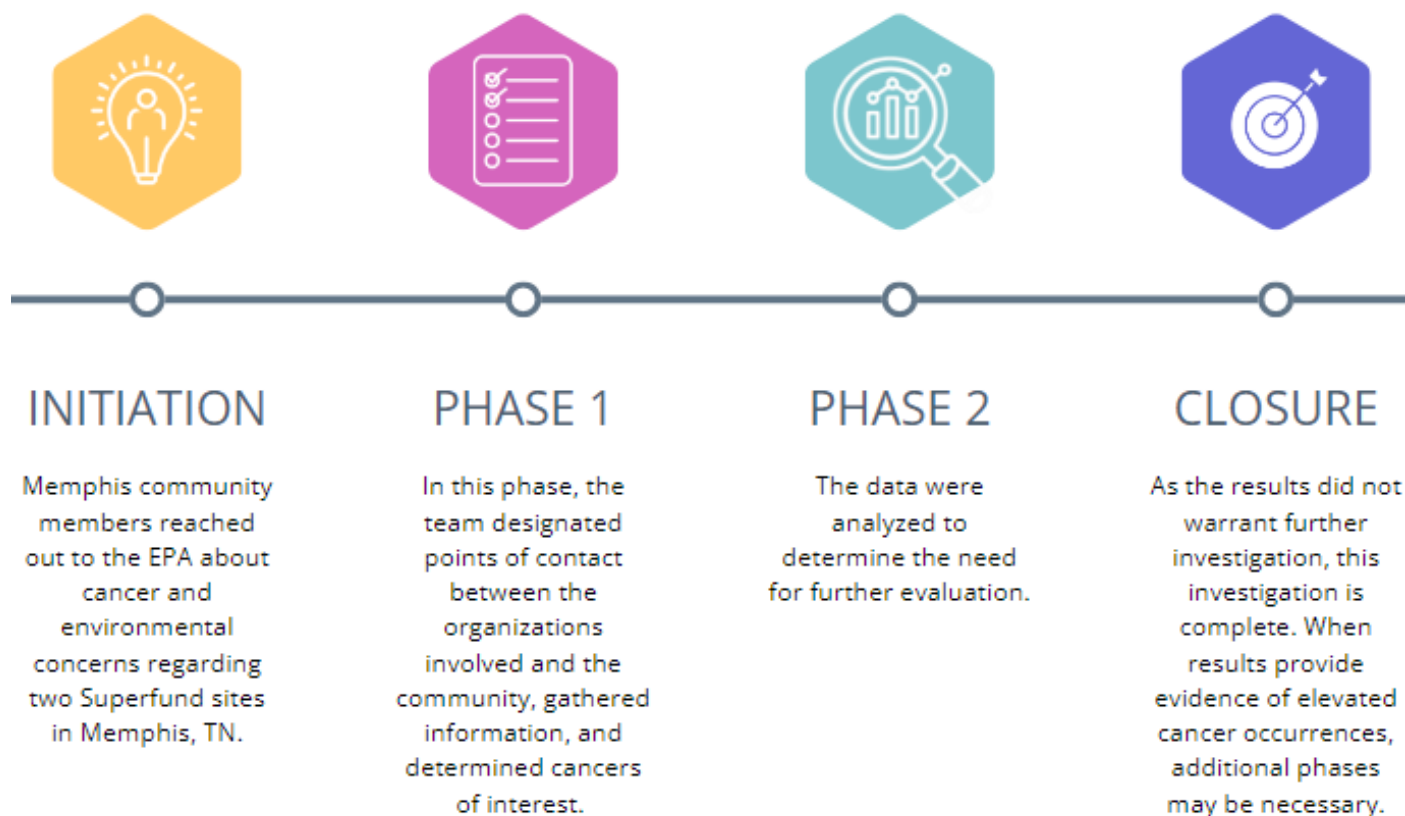 INITIATION
Memphis community
members reached
out to the EPA about
cancer and
environmental
concerns regarding
two Superfund sites
in Memphis, TN.
PHASE 1
In this phase, the
team designated
points of contact
between the
organizations
involved and the
community, gathered
information, and
determined cancers
of interest.
PHASE 2
The data were
analyzed to
determine the need
for further evaluation.
CLOSURE
As the results did not
warrant further
investigation, this
investigation is
complete. When
results provide
evidence of elevated
cancer occurrences,
additional phases
may be necessary.